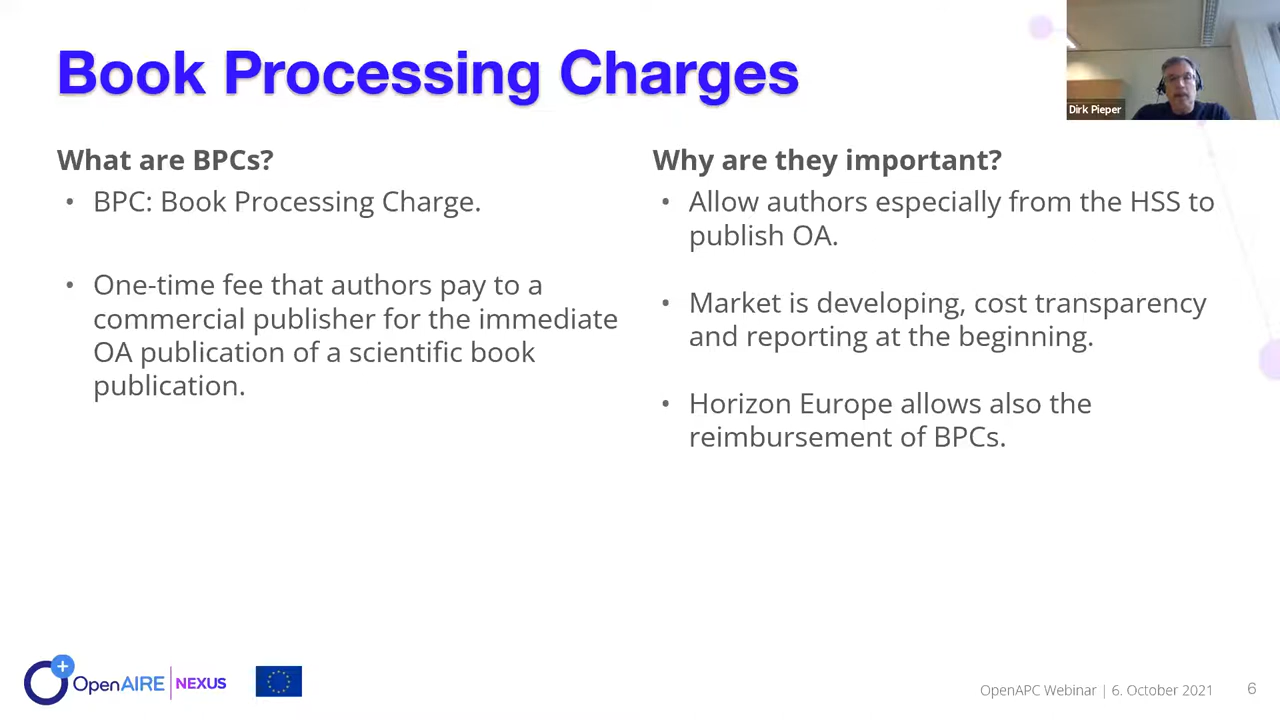 Book Processing Charges
Dirk Pieper
What are BPCs?
• BPC: Book Processing Charge.
• One-time fee that authors pay to a
commercial publisher for the immediate
OA publication of a scientific book
publication.
Why are they important?
• Allow authors especially from the HSS to
publish OA.
• Market is developing, cost transparency
and reporting at the beginning.
• Horizon Europe allows also the
reimbursement of BPCs.
OpenAIRE | NEXUS
OpenAPC Webinar | 6. October 2021
6